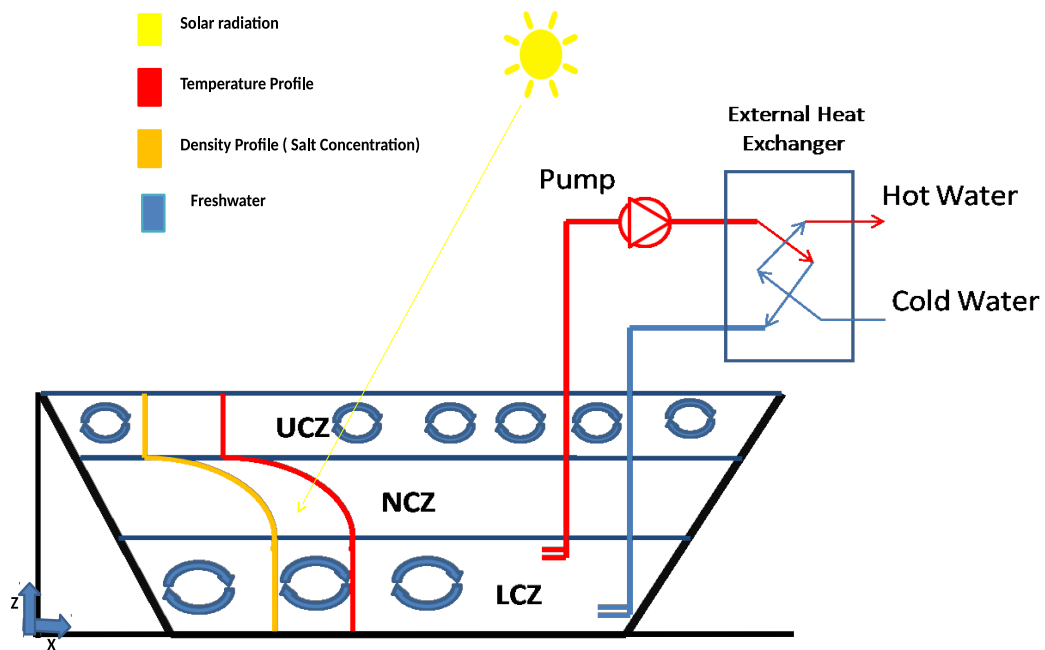 Solar radiation
Temperature Profile
Density Profile ( Salt Concentration)
Freshwater
External Heat
Exchanger
Pump
Hot Water
Cold Water
UCZ
NCZ
LCZ
Z
X